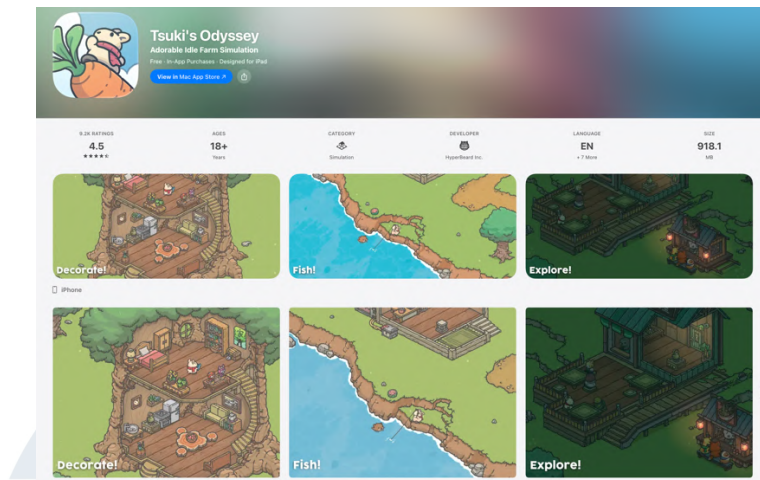 Tsuki's Odyssey
Adorable Idle Farm Simulation
Free · In-App Purchases · Designed for iPad
View in Mac App Store ↗
9.2K RATINGS
4.5
AGES
18+
Years
CATEGORY
Simulation
DEVELOPER
HyperBeard Inc.
LANGUAGE
EN
+ 7 More
SIZE
918.1
MB
Decorate!
Fish!
Explore!
iPhone
Decorate!
Fish!
Explore!